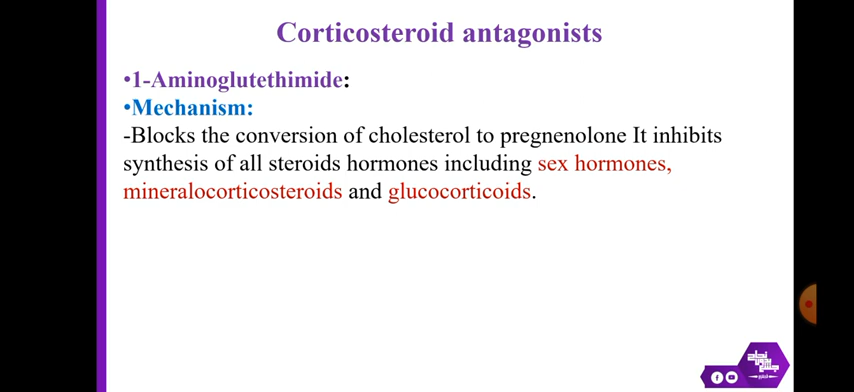 Corticosteroid antagonists
•1-Aminoglutethimide:
•Mechanism:
-Blocks the conversion of cholesterol to pregnenolone It inhibits
synthesis of all steroids hormones including sex hormones,
mineralocorticosteroids and glucocorticoids.